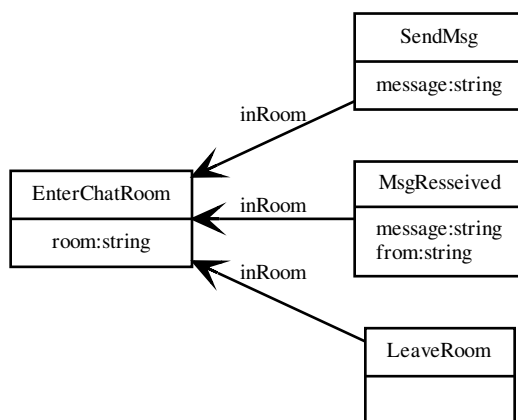 SendMsg
message:string
inRoom
EnterChatRoom
room:string
inRoom
MsgResseived
message:string
from:string
inRoom
LeaveRoom